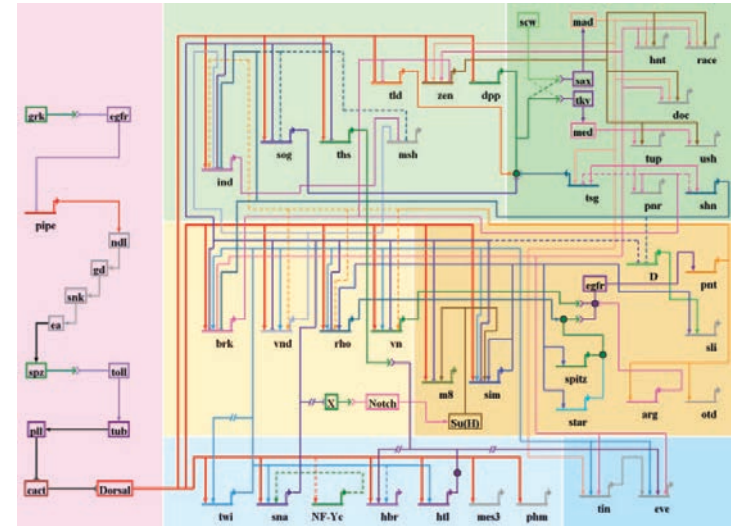 scw
mad
hnt
race
sax
tkv
tld
zen
dpp
doc
grk
egfr
med
sog
ths
msh
tup
ush
ind
tsg
pnr
shn
pipe
ndl
gd
D
pnt
snk
egfr
ea
brk
vnd
rho
vn
sli
spz
toll
m8
sim
spitz
X
Notch
arg
otd
star
Su(H)
pll
tub
cact
Dorsal
twi
sna
NF-Yc
hbr
htl
mes3
phm
tin
eve